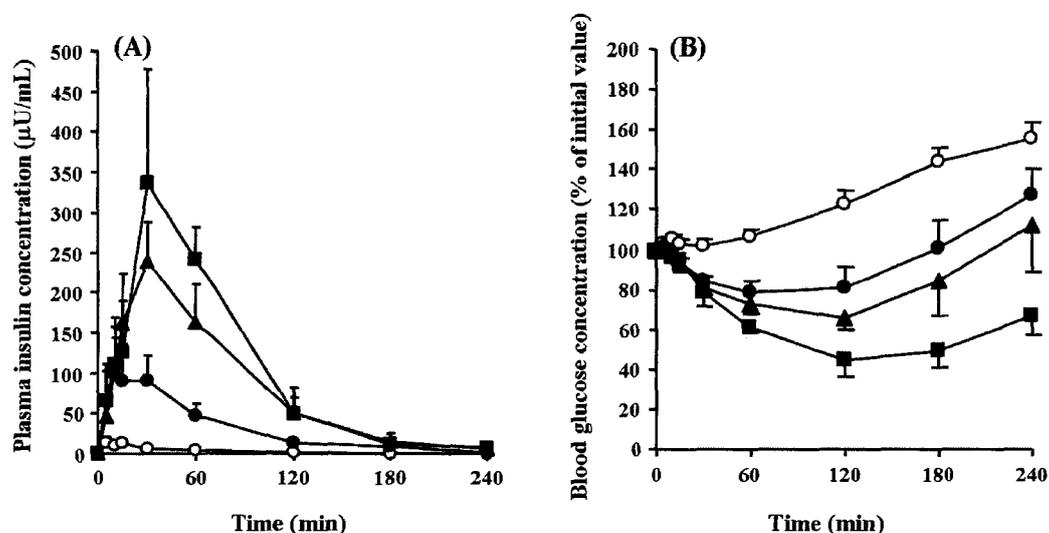 (A)
Plasma insulin concentration (µU/mL)
500
450
400
350
300
250
200
150
100
50
0
0 60 120 180 240
Time (min)
(B)
Blood glucose concentration (% of initial value)
200
180
160
140
120
100
80
60
40
20
0
0 60 120 180 240
Time (min)